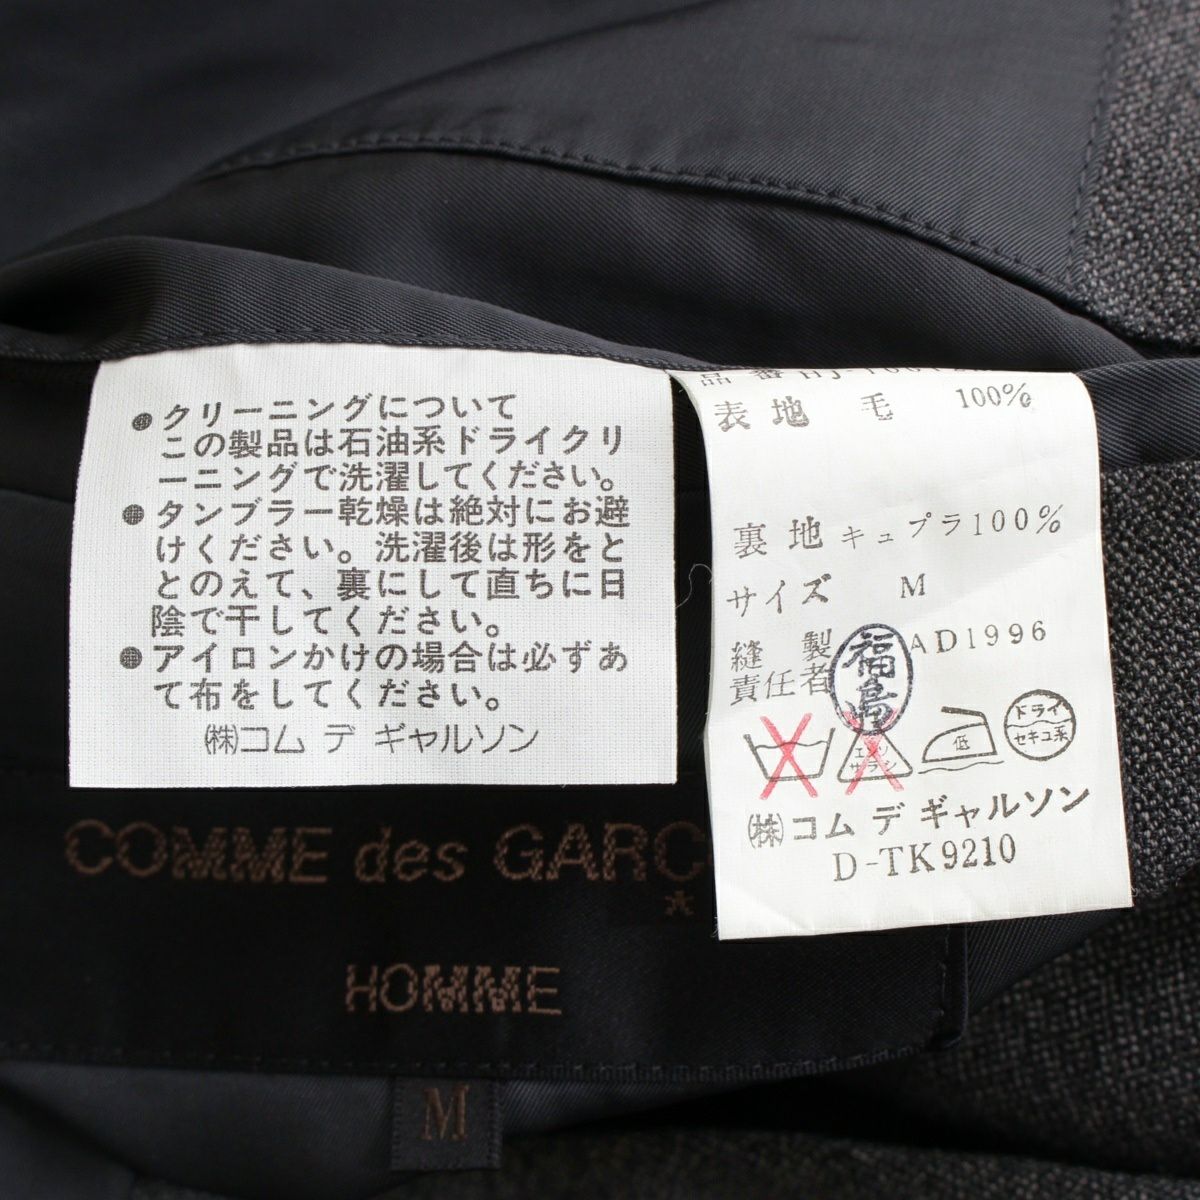 ● クリーニングについて
この製品は石油系ドライクリ
ーニングで洗濯してください。
● タンブラー乾燥は絶対にお避
けください。洗濯後は形をと
とのえて、裏にして直ちに日
陰で干してください。
● アイロンかけの場合は必ずあ
て布をしてください。
㈱コム デ ギャルソン
品番
表地 毛 100%
裏地 キュプラ100%
サイズ M
縫製 AD1996
責任者 福島
エンソ
サラシ
低
ドライ
セキユ系
㈱コム デ ギャルソン
D-TK9210
COMME des GARC
*
HOMME
M